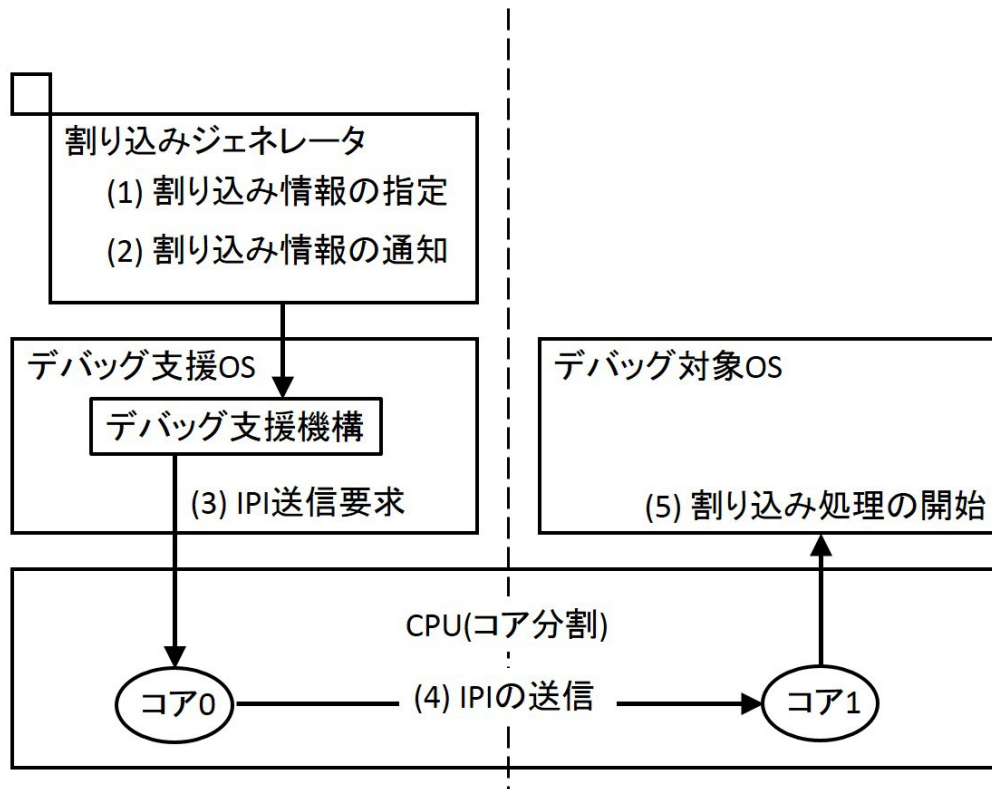 割り込みジェネレータ
(1) 割り込み情報の指定
(2) 割り込み情報の通知
デバッグ支援OS
デバッグ支援機構
(3) IPI送信要求
デバッグ対象OS
(5) 割り込み処理の開始
CPU(コア分割)
コア0
(4) IPIの送信
コア1